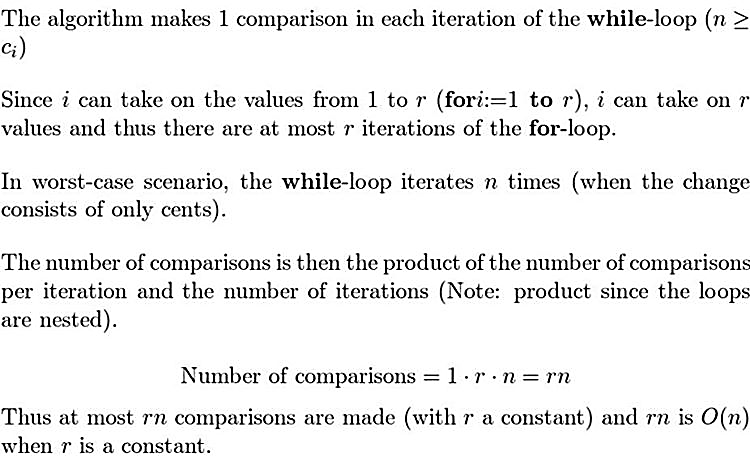 The algorithm makes 1 comparison in each iteration of the while-loop (n ≥
c_i)
Since i can take on the values from 1 to r (fori:=1 to r), i can take on r
values and thus there are at most r iterations of the for-loop.
In worst-case scenario, the while-loop iterates n times (when the change
consists of only cents).
The number of comparisons is then the product of the number of comparisons
per iteration and the number of iterations (Note: product since the loops
are nested).
Number of comparisons = 1 · r · n = rn
Thus at most rn comparisons are made (with r a constant) and rn is O(n)
when r is a constant.